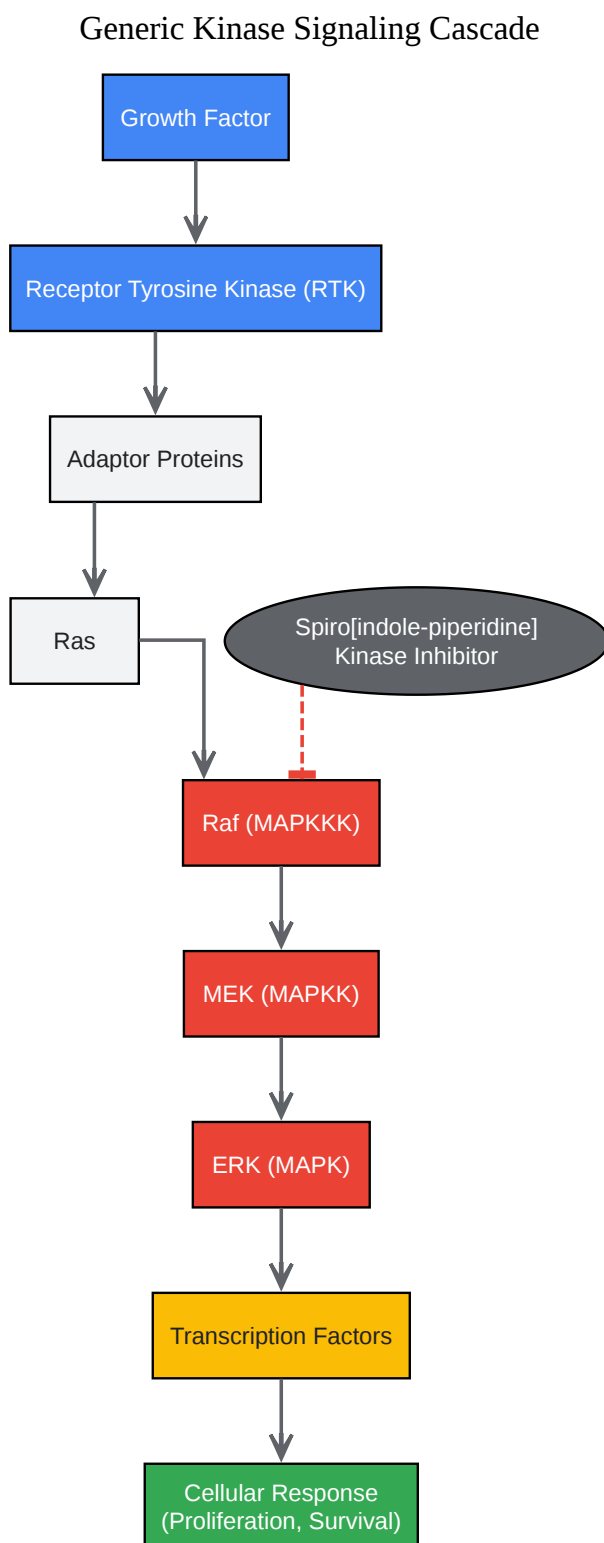 Generic Kinase Signaling Cascade
Growth Factor
Receptor Tyrosine Kinase (RTK)
Adaptor Proteins
Ras
Spiro[indole-piperidine]
Kinase Inhibitor
Raf (MAPKKK)
MEK (MAPKK)
ERK (MAPK)
Transcription Factors
Cellular Response
(Proliferation, Survival)